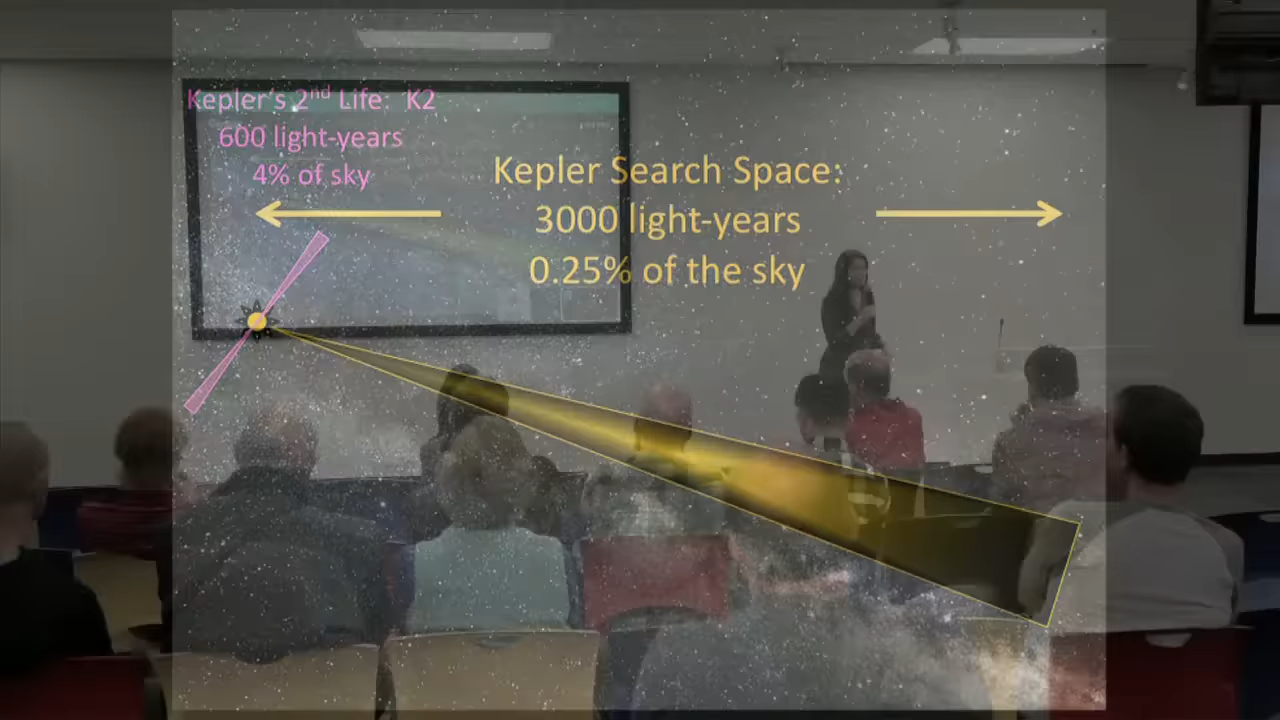 Kepler's 2nd Life: K2
600 light-years
4% of sky
Kepler Search Space:
3000 light-years
0.25% of the sky